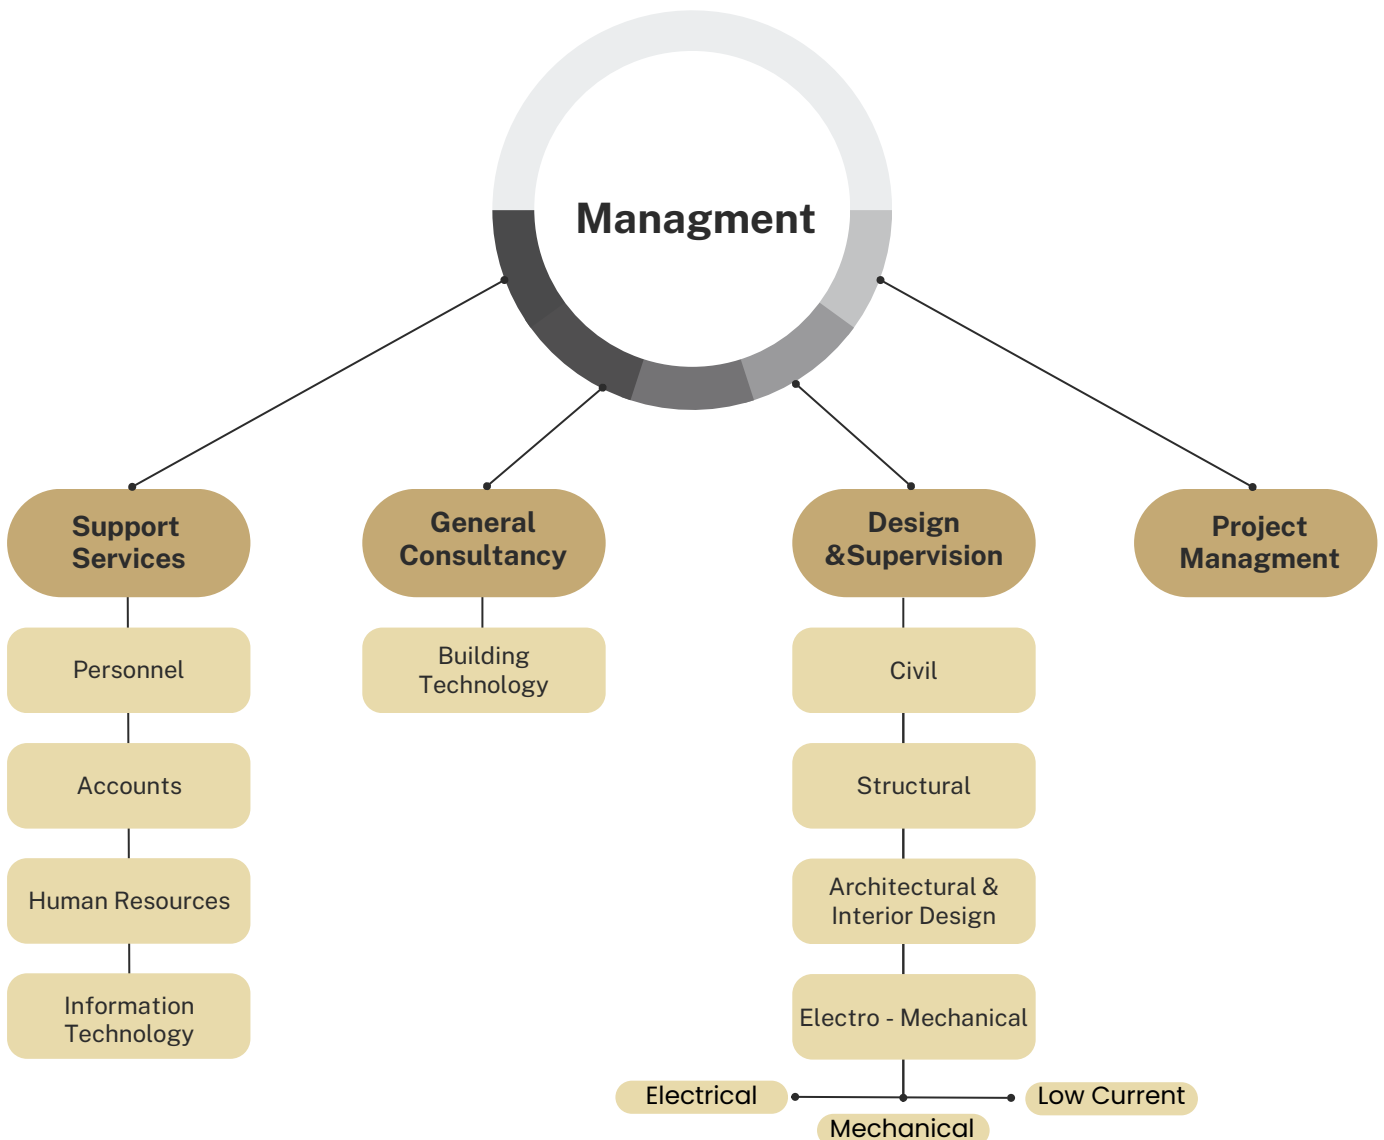 Managment
Support
Services
General
Consultancy
Design
&Supervision
Project
Managment
Personnel
Building
Technology
Civil
Accounts
Structural
Human Resources
Architectural &
Interior Design
Information
Technology
Electro - Mechanical
Electrical
Low Current
Mechanical